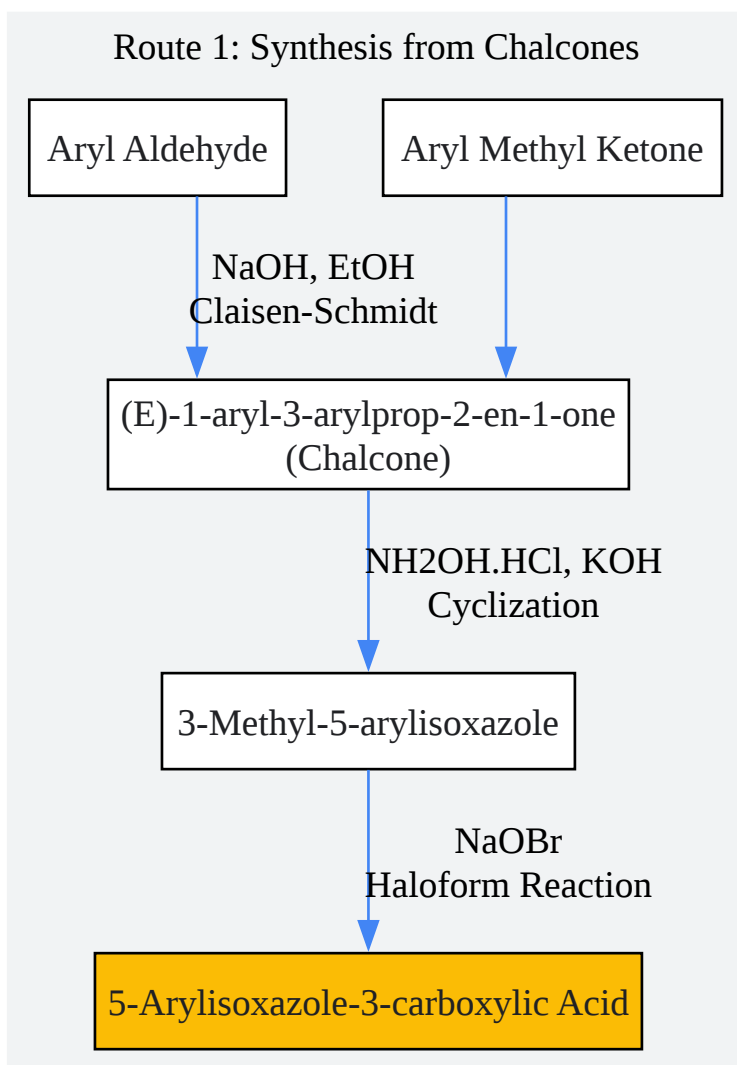 Route 1: Synthesis from Chalcones
Aryl Aldehyde
Aryl Methyl Ketone
NaOH, EtOH
Claisen-Schmidt
(E)-1-aryl-3-arylprop-2-en-1-one
(Chalcone)
NH2OH.HCl, KOH
Cyclization
3-Methyl-5-arylisoxazole
NaOBr
Haloform Reaction
5-Arylisoxazole-3-carboxylic Acid